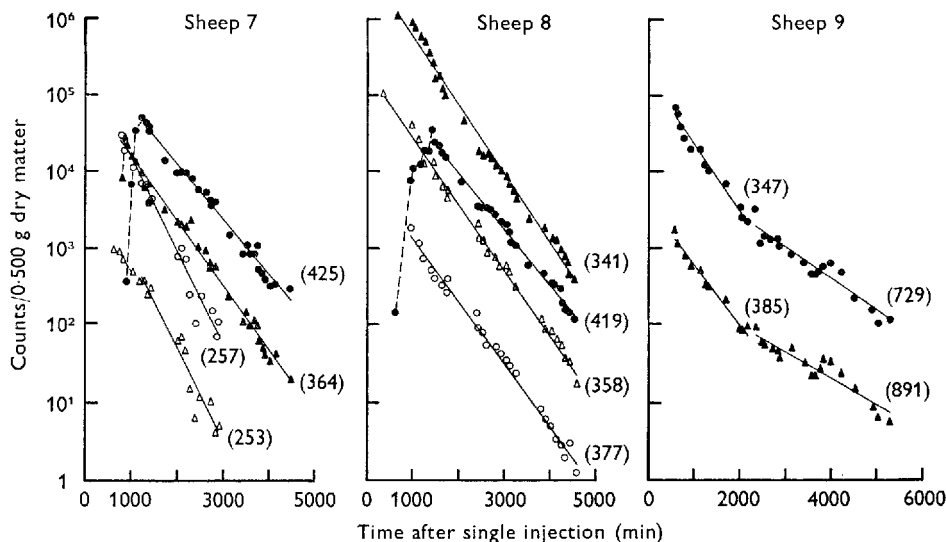 Sheep 7
Sheep 8
Sheep 9
Counts/0·500 g dry matter
10⁶
10⁵
10⁴
10³
10²
10¹
1
(425)
(257)
(364)
(253)
(341)
(419)
(358)
(377)
(347)
(729)
(385)
(891)
0 1000 3000 5000
0 1000 3000 5000
0 2000 4000 6000
Time after single injection (min)